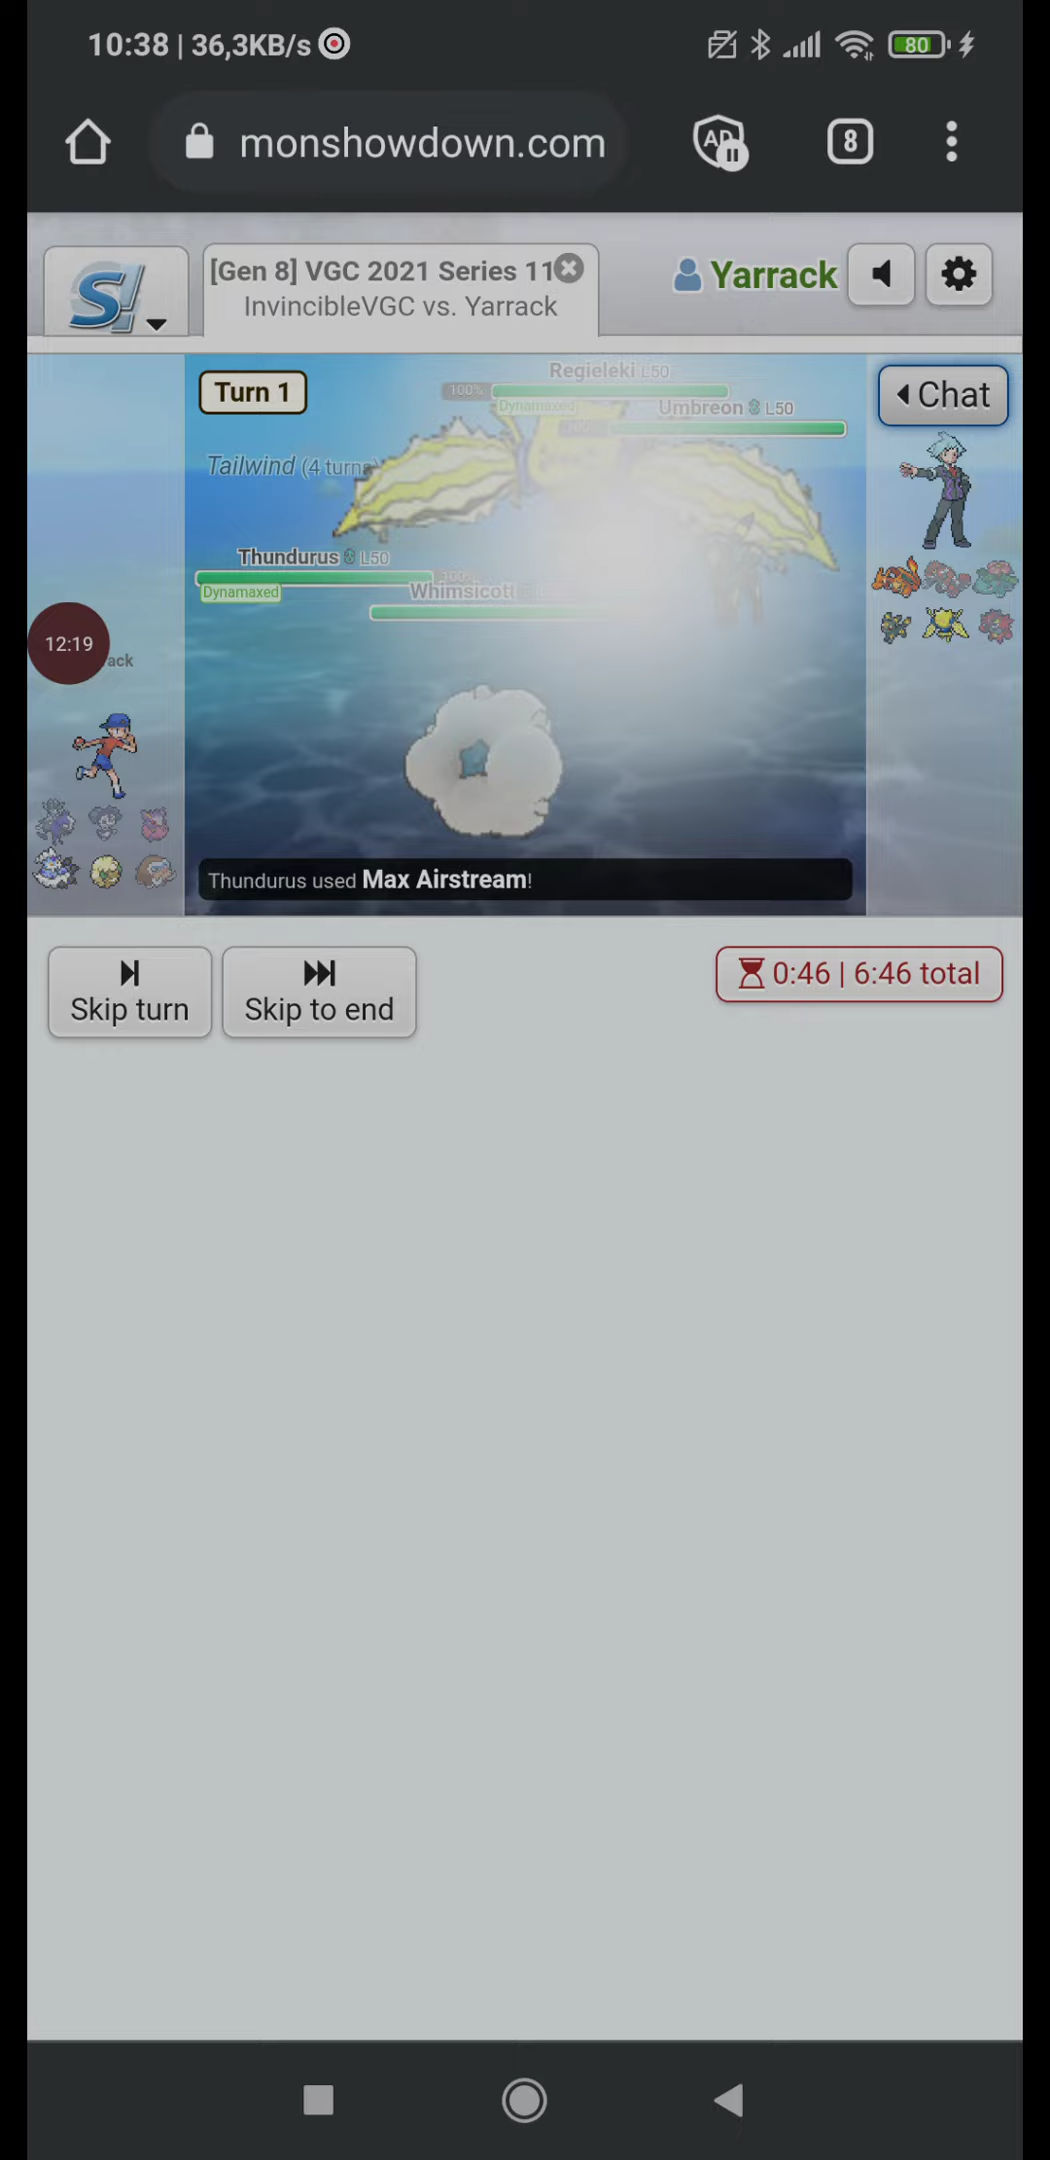 10:38 | 36,3KB/s
80
monshowdown.com
AD
8
[Gen 8] VGC 2021 Series 11
InvincibleVGC vs. Yarrack
Yarrack
Turn 1
Regieleki L50
100%
Dynamaxed
Umbreon L50
Chat
Tailwind (4 turns)
Thundurus L50
100%
Dynamaxed
Whimsicott
12:19
ack
Thundurus used Max Airstream!
Skip turn
Skip to end
0:46 | 6:46 total